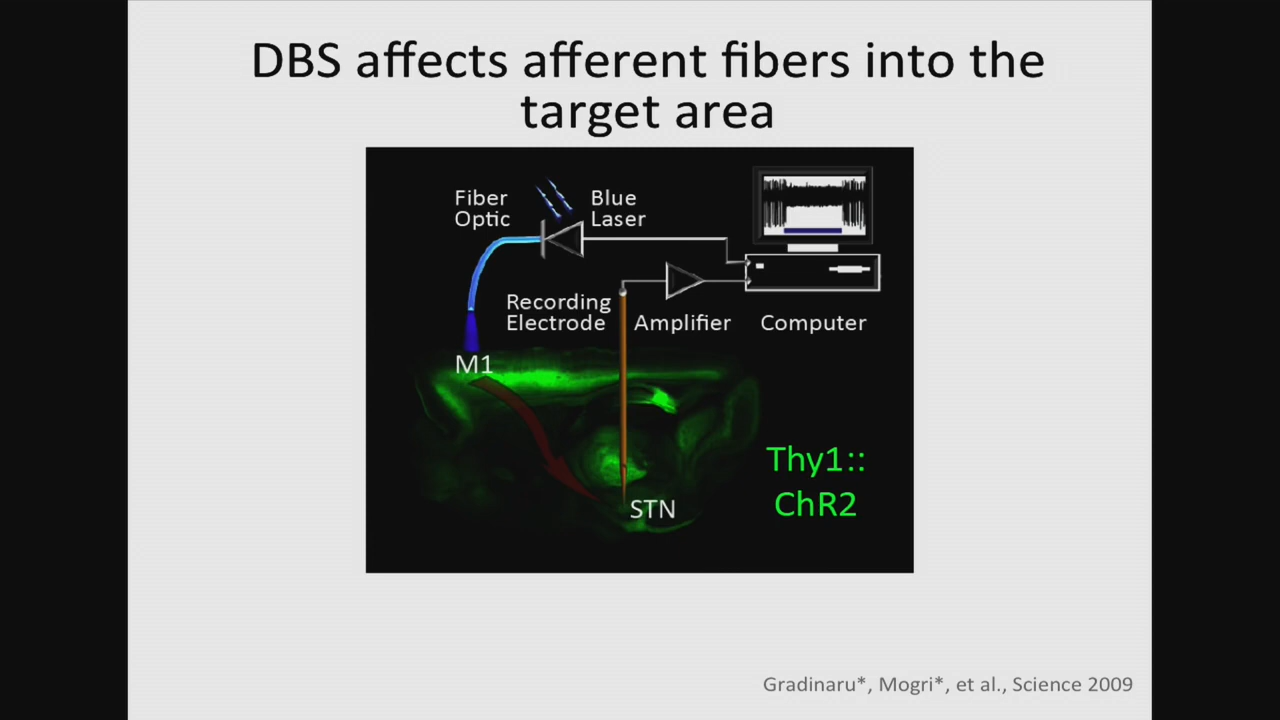 DBS affects afferent fibers into the
target area
Fiber
Optic
Blue
Laser
Recording
Electrode
Amplifier
Computer
M1
STN
Thy1::
ChR2
Gradinaru*, Mogri*, et al., Science 2009